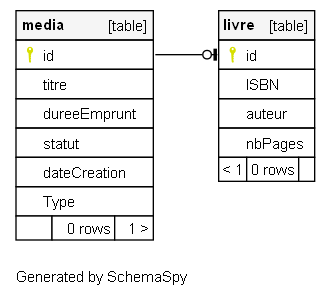 media [table]
id
titre
dureeEmprunt
statut
dateCreation
Type
0 rows 1 >
livre [table]
id
ISBN
auteur
nbPages
< 1 0 rows
Generated by SchemaSpy